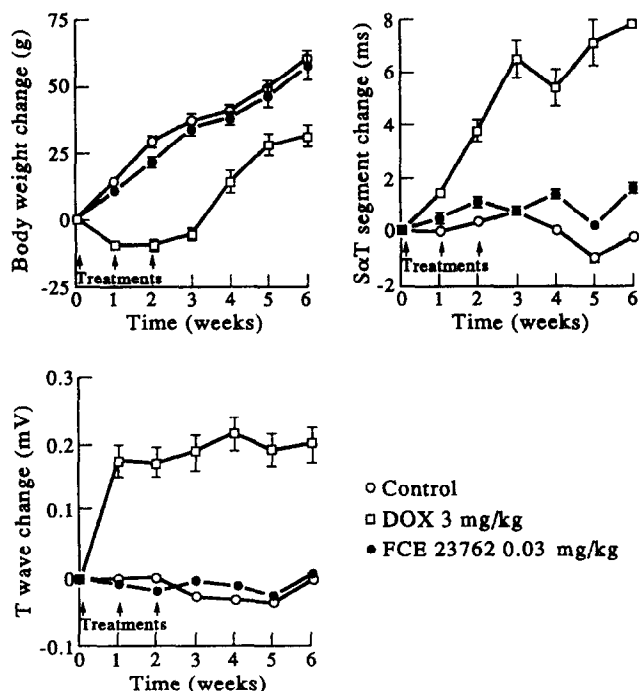 Body weight change (g)
75
50
25
0
-25
Treatments
0 1 2 3 4 5 6
Time (weeks)
SαT segment change (ms)
8
6
4
2
0
-2
Treatments
0 1 2 3 4 5 6
Time (weeks)
T wave change (mV)
0.3
0.2
0.1
0
-0.1
Treatments
0 1 2 3 4 5 6
Time (weeks)
Control
DOX 3 mg/kg
FCE 23762 0.03 mg/kg